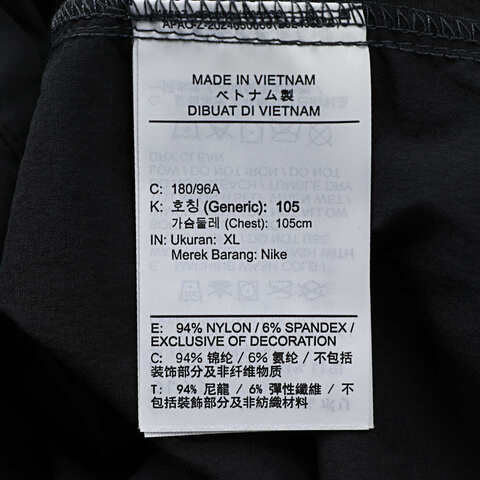 MADE IN VIETNAM
ベトナム製
DIBUAT DI VIETNAM
C: 180/96A
K: 호칭 (Generic): 105
가슴둘레 (Chest): 105cm
IN: Ukuran: XL
Merek Barang: Nike
E: 94% NYLON / 6% SPANDEX /
EXCLUSIVE OF DECORATION
C: 94% 锦纶 / 6% 氨纶 / 不包括
装饰部分及非纤维物质
T: 94% 尼龍 / 6% 彈性纖維 / 不
包括裝飾部分及非紡織材料